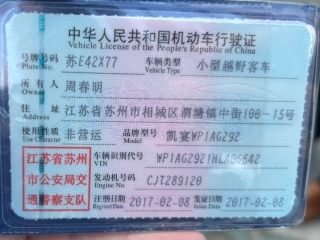 中华人民共和国机动车行驶证
Vehicle License of the People's Republic of China
号牌号码 苏E42X77 车辆类型 小型越野客车
Plate No. Vehicle Type
所有人 周春明
Owner
住址 江苏省苏州市相城区渭塘镇中街100-15号
Address
使用性质 非营运 品牌型号 凯宴WP1AG292
Use Character Model
江苏省苏州市公安局交通警察支队
车辆识别代号
VIN
发动机号码 CJT289120
Engine No.
注册日期 2017-02-08 发证日期 2017-02-08
Register Date Issue Date